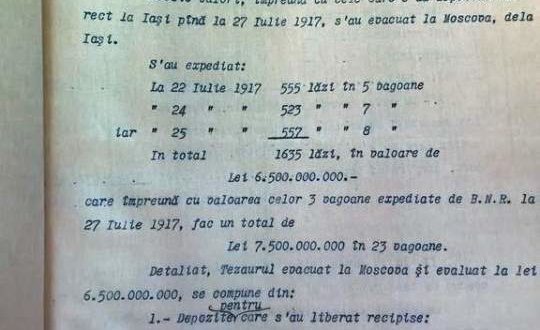 rect la Iaşi pînă la 27 Iulie 1917, s'au evacuat la Moscova, dela
Iaşi.
S'au expediat:
La 22 Iulie 1917 555 lăzi în 5 vagoane
" 24 " " 523 " " 7 "
iar " 25 " " 557 " " 8 "
In total 1635 lăzi, în valoare de
Lei 6.500.000.000.-
care împreună cu valoarea celor 3 vagoane expediate de B.N.R. la
27 Iulie 1917, fac un total de
Lei 7.500.000.000 în 23 vagoane.
Detaliat, Tezaurul evacuat la Moscova şi evaluat la lei
6.500.000.000, se compune din:
pentru
1.- Depozite care s'au liberat recipise: